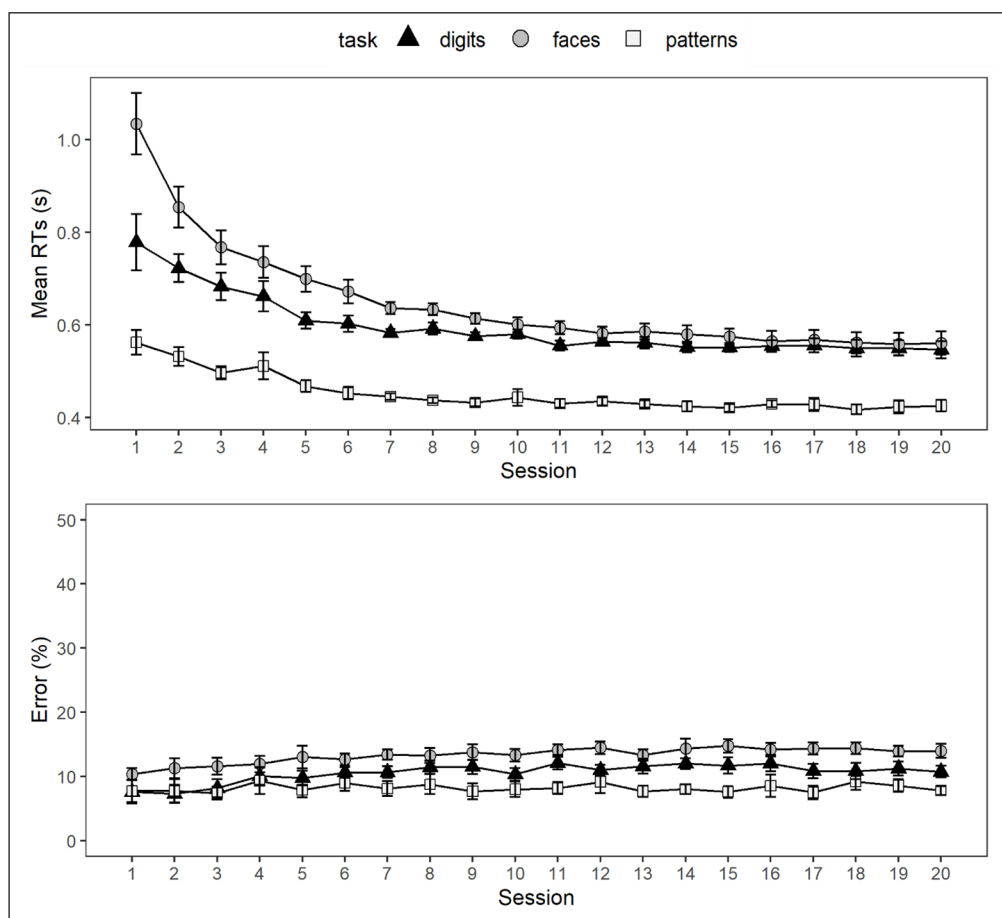 task digits faces patterns
1.0
0.8
0.6
0.4
Mean RTs (s)
1 2 3 4 5 6 7 8 9 10 11 12 13 14 15 16 17 18 19 20
Session
50
40
30
20
10
0
Error (%)
1 2 3 4 5 6 7 8 9 10 11 12 13 14 15 16 17 18 19 20
Session